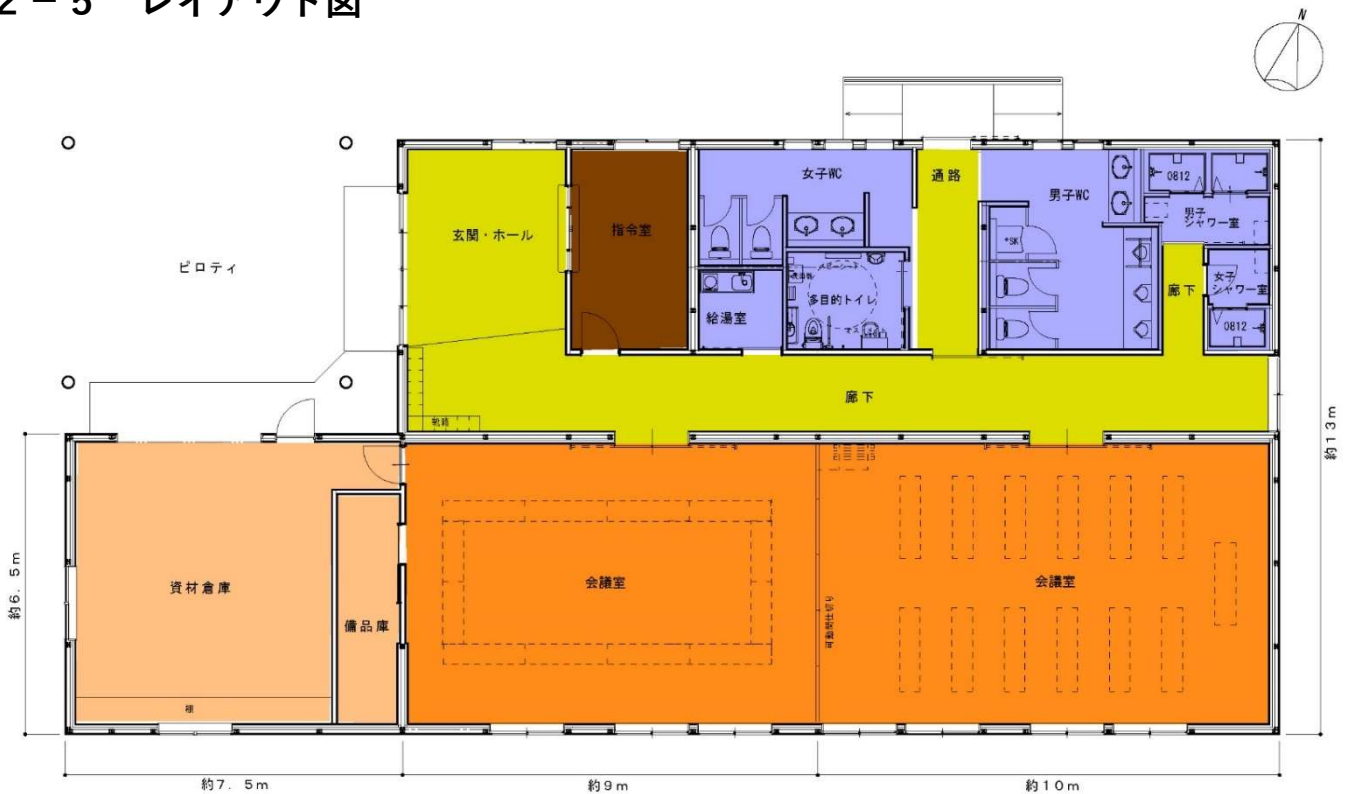 ２－５　レイアウト図
N
ピロティ
玄関・ホール
指令室
女子WC
通路
男子WC
0812
男子
シャワー室
*SK
給湯室
多目的トイレ
廊下
女子
シャワー室
0812
廊下
約13m
約6.5m
資材倉庫
備品庫
棚
会議室
可動間仕切り
会議室
約7.5m
約9m
約10m